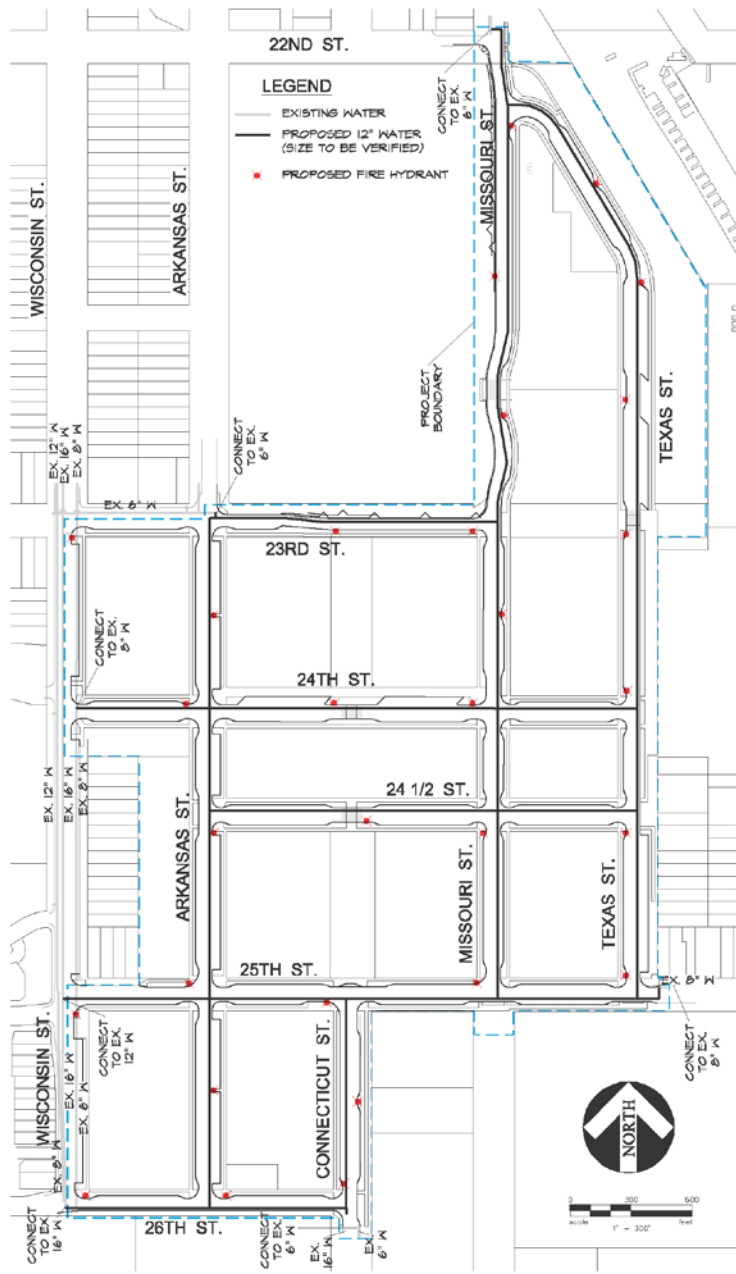 22ND ST.
LEGEND
EXISTING WATER
PROPOSED 12" WATER
(SIZE TO BE VERIFIED)
PROPOSED FIRE HYDRANT
CONNECT
TO EX.
6" W
MISSOURI ST.
WISCONSIN ST.
ARKANSAS ST.
PROJECT
BOUNDARY
TEXAS ST.
EX. 12" W
EX. 16" W
EX. 8" W
CONNECT
TO EX.
6" W
EX. 6" W
23RD ST.
CONNECT
TO EX.
8" W
24TH ST.
EX. 12" W
EX. 16" W
EX. 8" W
24 1/2 ST.
ARKANSAS ST.
MISSOURI ST.
TEXAS ST.
25TH ST.
EX. 8" W
CONNECT
TO EX.
8" W
WISCONSIN ST.
CONNECT
TO EX.
12" W
EX. 16" W
EX. 8" W
CONNECTICUT ST.
NORTH
EX. 8" W
CONNECT
TO EX.
16" W
26TH ST.
CONNECT
TO EX.
6" W
EX.
16" W
EX.
6" W
0 300 600
scale 1" = 300' feet